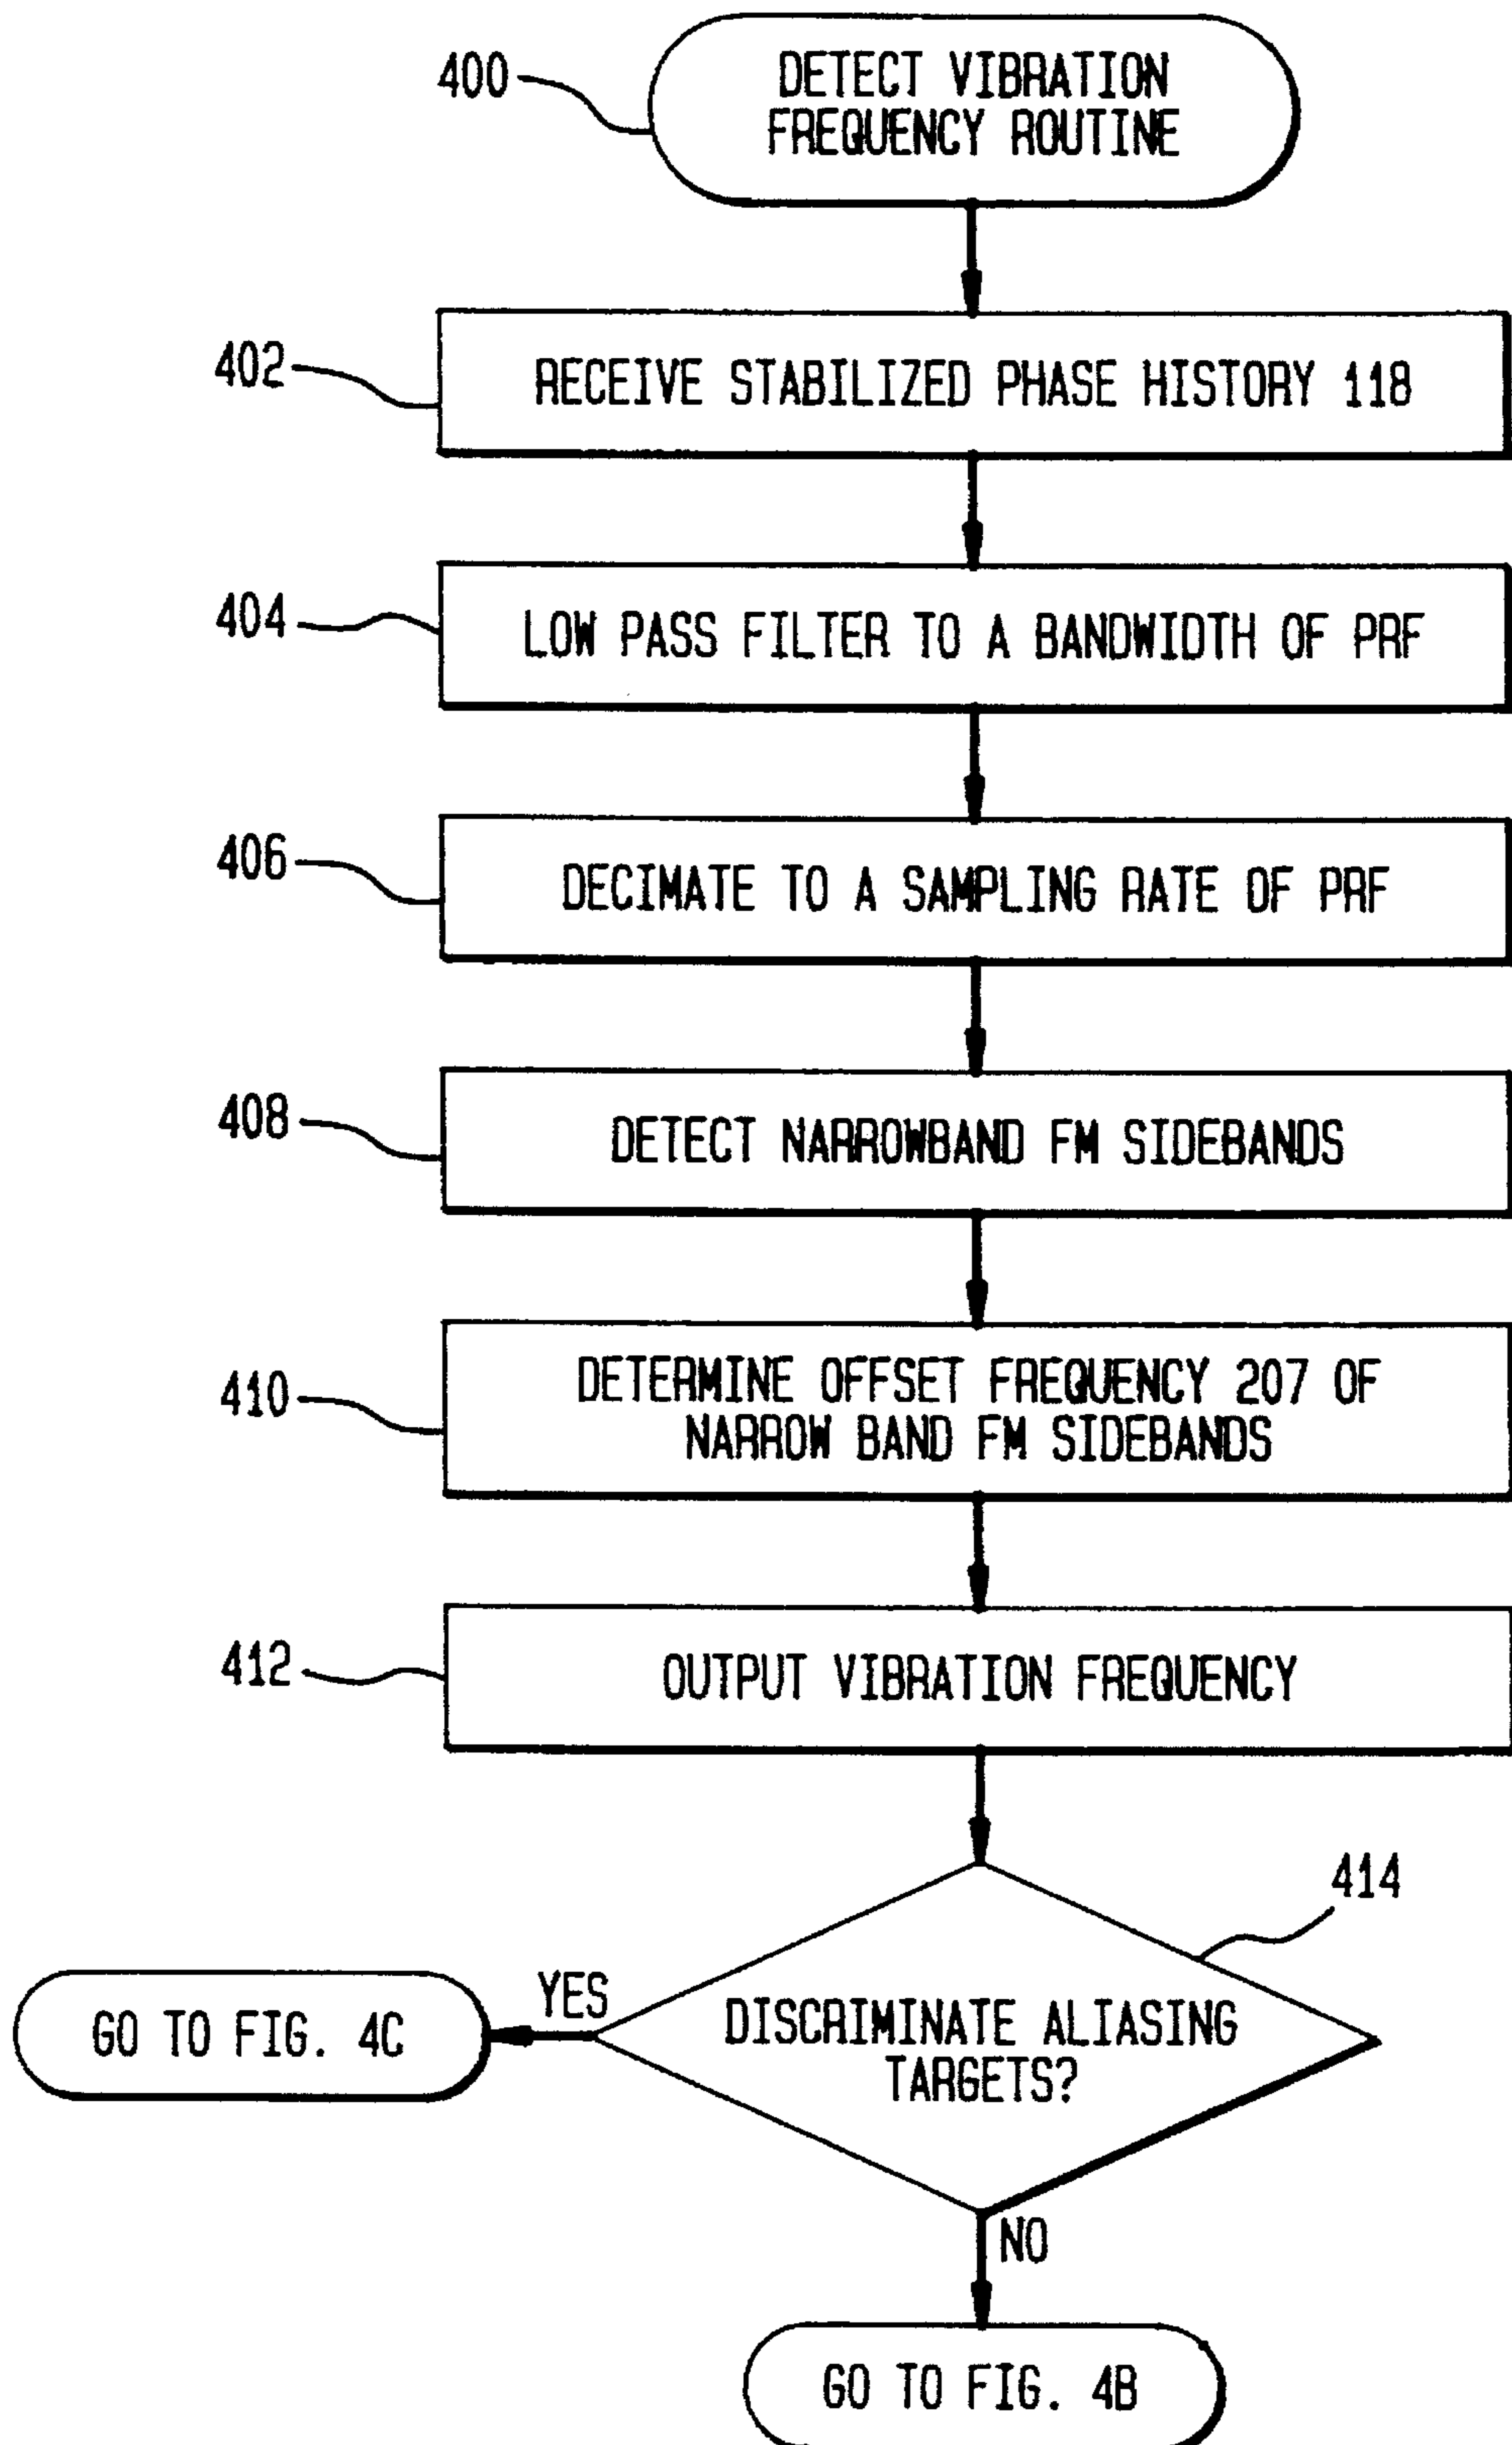 400
DETECT VIBRATION
FREQUENCY ROUTINE
402
RECEIVE STABILIZED PHASE HISTORY 118
404
LOW PASS FILTER TO A BANDWIDTH OF PRF
406
DECIMATE TO A SAMPLING RATE OF PRF
408
DETECT NARROWBAND FM SIDEBANDS
410
DETERMINE OFFSET FREQUENCY 207 OF
NARROW BAND FM SIDEBANDS
412
OUTPUT VIBRATION FREQUENCY
414
DISCRIMINATE ALIASING
TARGETS?
YES
GO TO FIG. 4C
NO
GO TO FIG. 4B